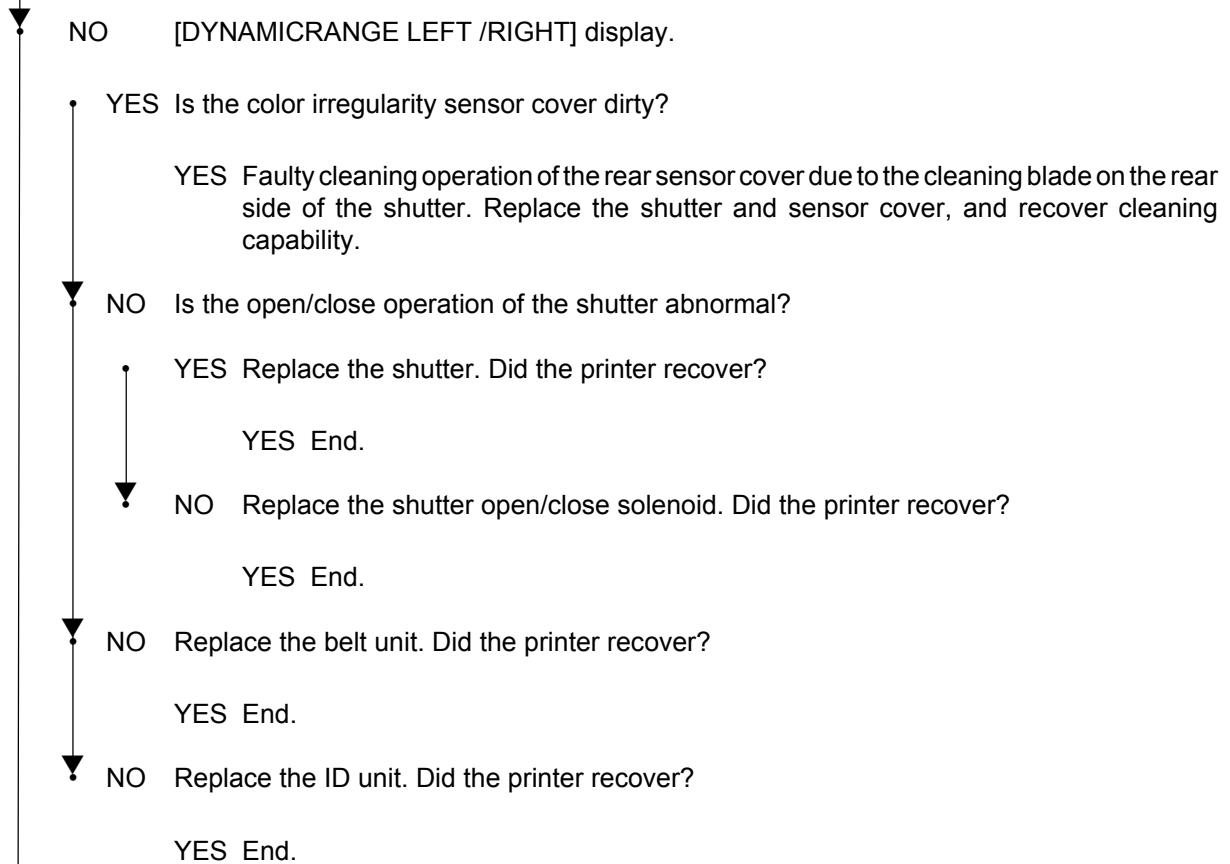 NO [DYNAMICRANGE LEFT /RIGHT] display.
YES Is the color irregularity sensor cover dirty?
YES Faulty cleaning operation of the rear sensor cover due to the cleaning blade on the rear
side of the shutter. Replace the shutter and sensor cover, and recover cleaning
capability.
NO Is the open/close operation of the shutter abnormal?
YES Replace the shutter. Did the printer recover?
YES End.
NO Replace the shutter open/close solenoid. Did the printer recover?
YES End.
NO Replace the belt unit. Did the printer recover?
YES End.
NO Replace the ID unit. Did the printer recover?
YES End.